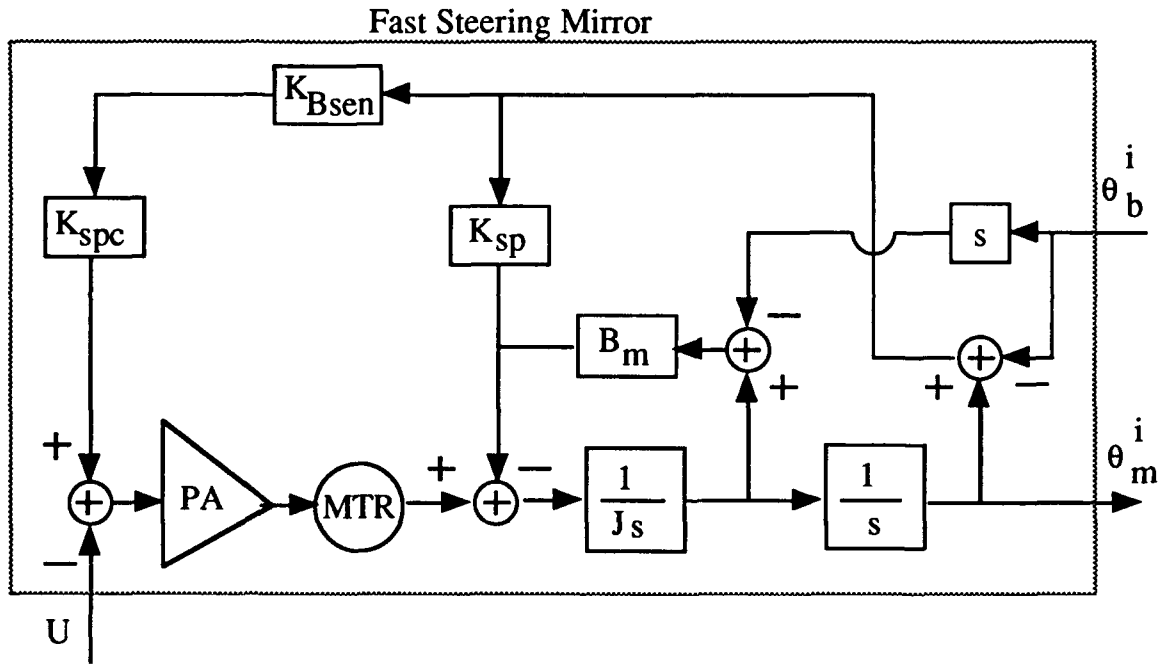 Fast Steering Mirror
K_Bsen
K_spc
K_sp
s
θ_b^i
B_m
−
+
+
−
+
+
+
PA
MTR
+
+
−
1/Js
1/s
θ_m^i
−
U